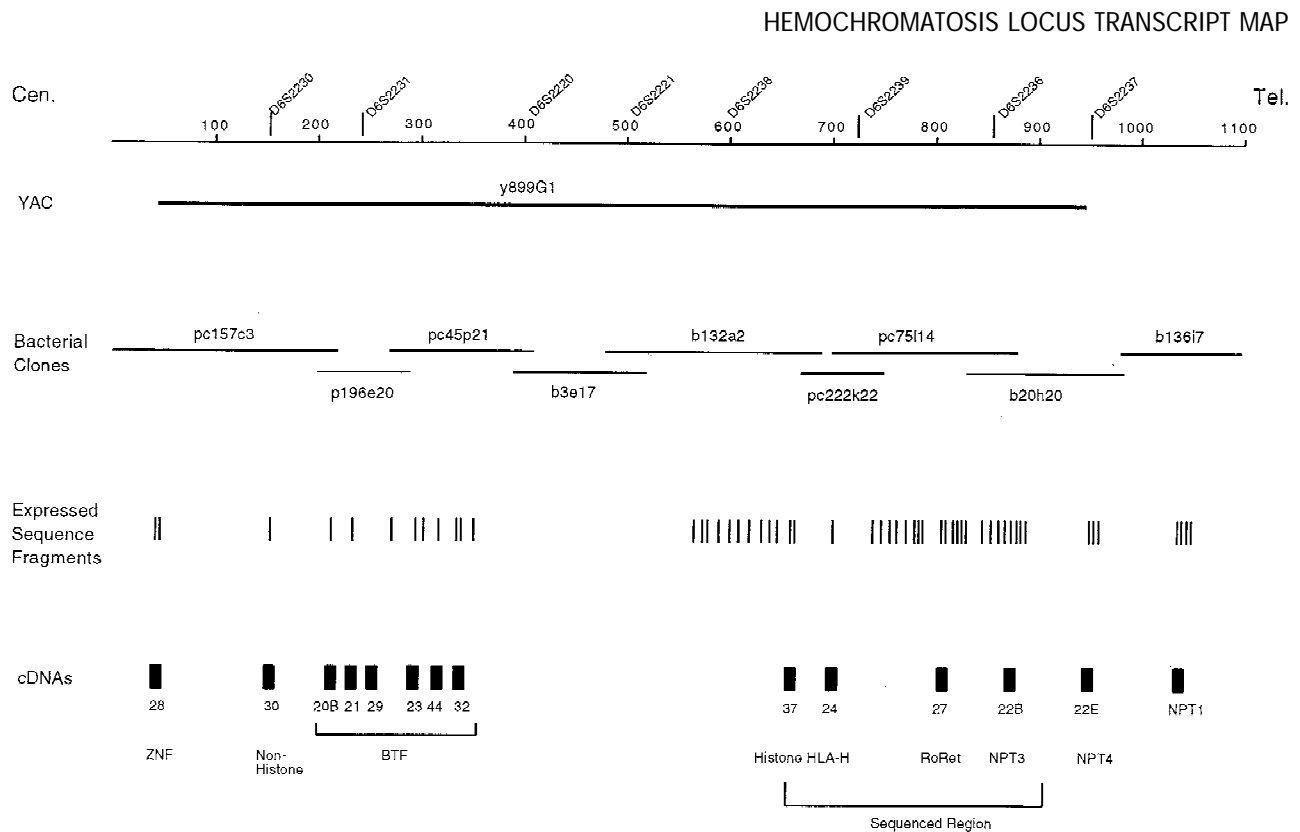 HEMOCHROMATOSIS LOCUS TRANSCRIPT MAP
Cen.
D6S2230
D6S2231
D6S2220
D6S2221
D6S2238
D6S2239
D6S2236
D6S2237
Tel.
100 200 300 400 500 600 700 800 900 1000 1100
YAC
y899G1
Bacterial
Clones
pc157c3
pc45p21
b132a2
pc75l14
b136i7
p196e20
b3e17
pc222k22
b20h20
Expressed
Sequence
Fragments
cDNAs
28 30 20B 21 29 23 44 32 37 24 27 22B 22E NPT1
ZNF
Non-
Histone
BTF
Histone HLA-H
RoRet
NPT3
NPT4
Sequenced Region